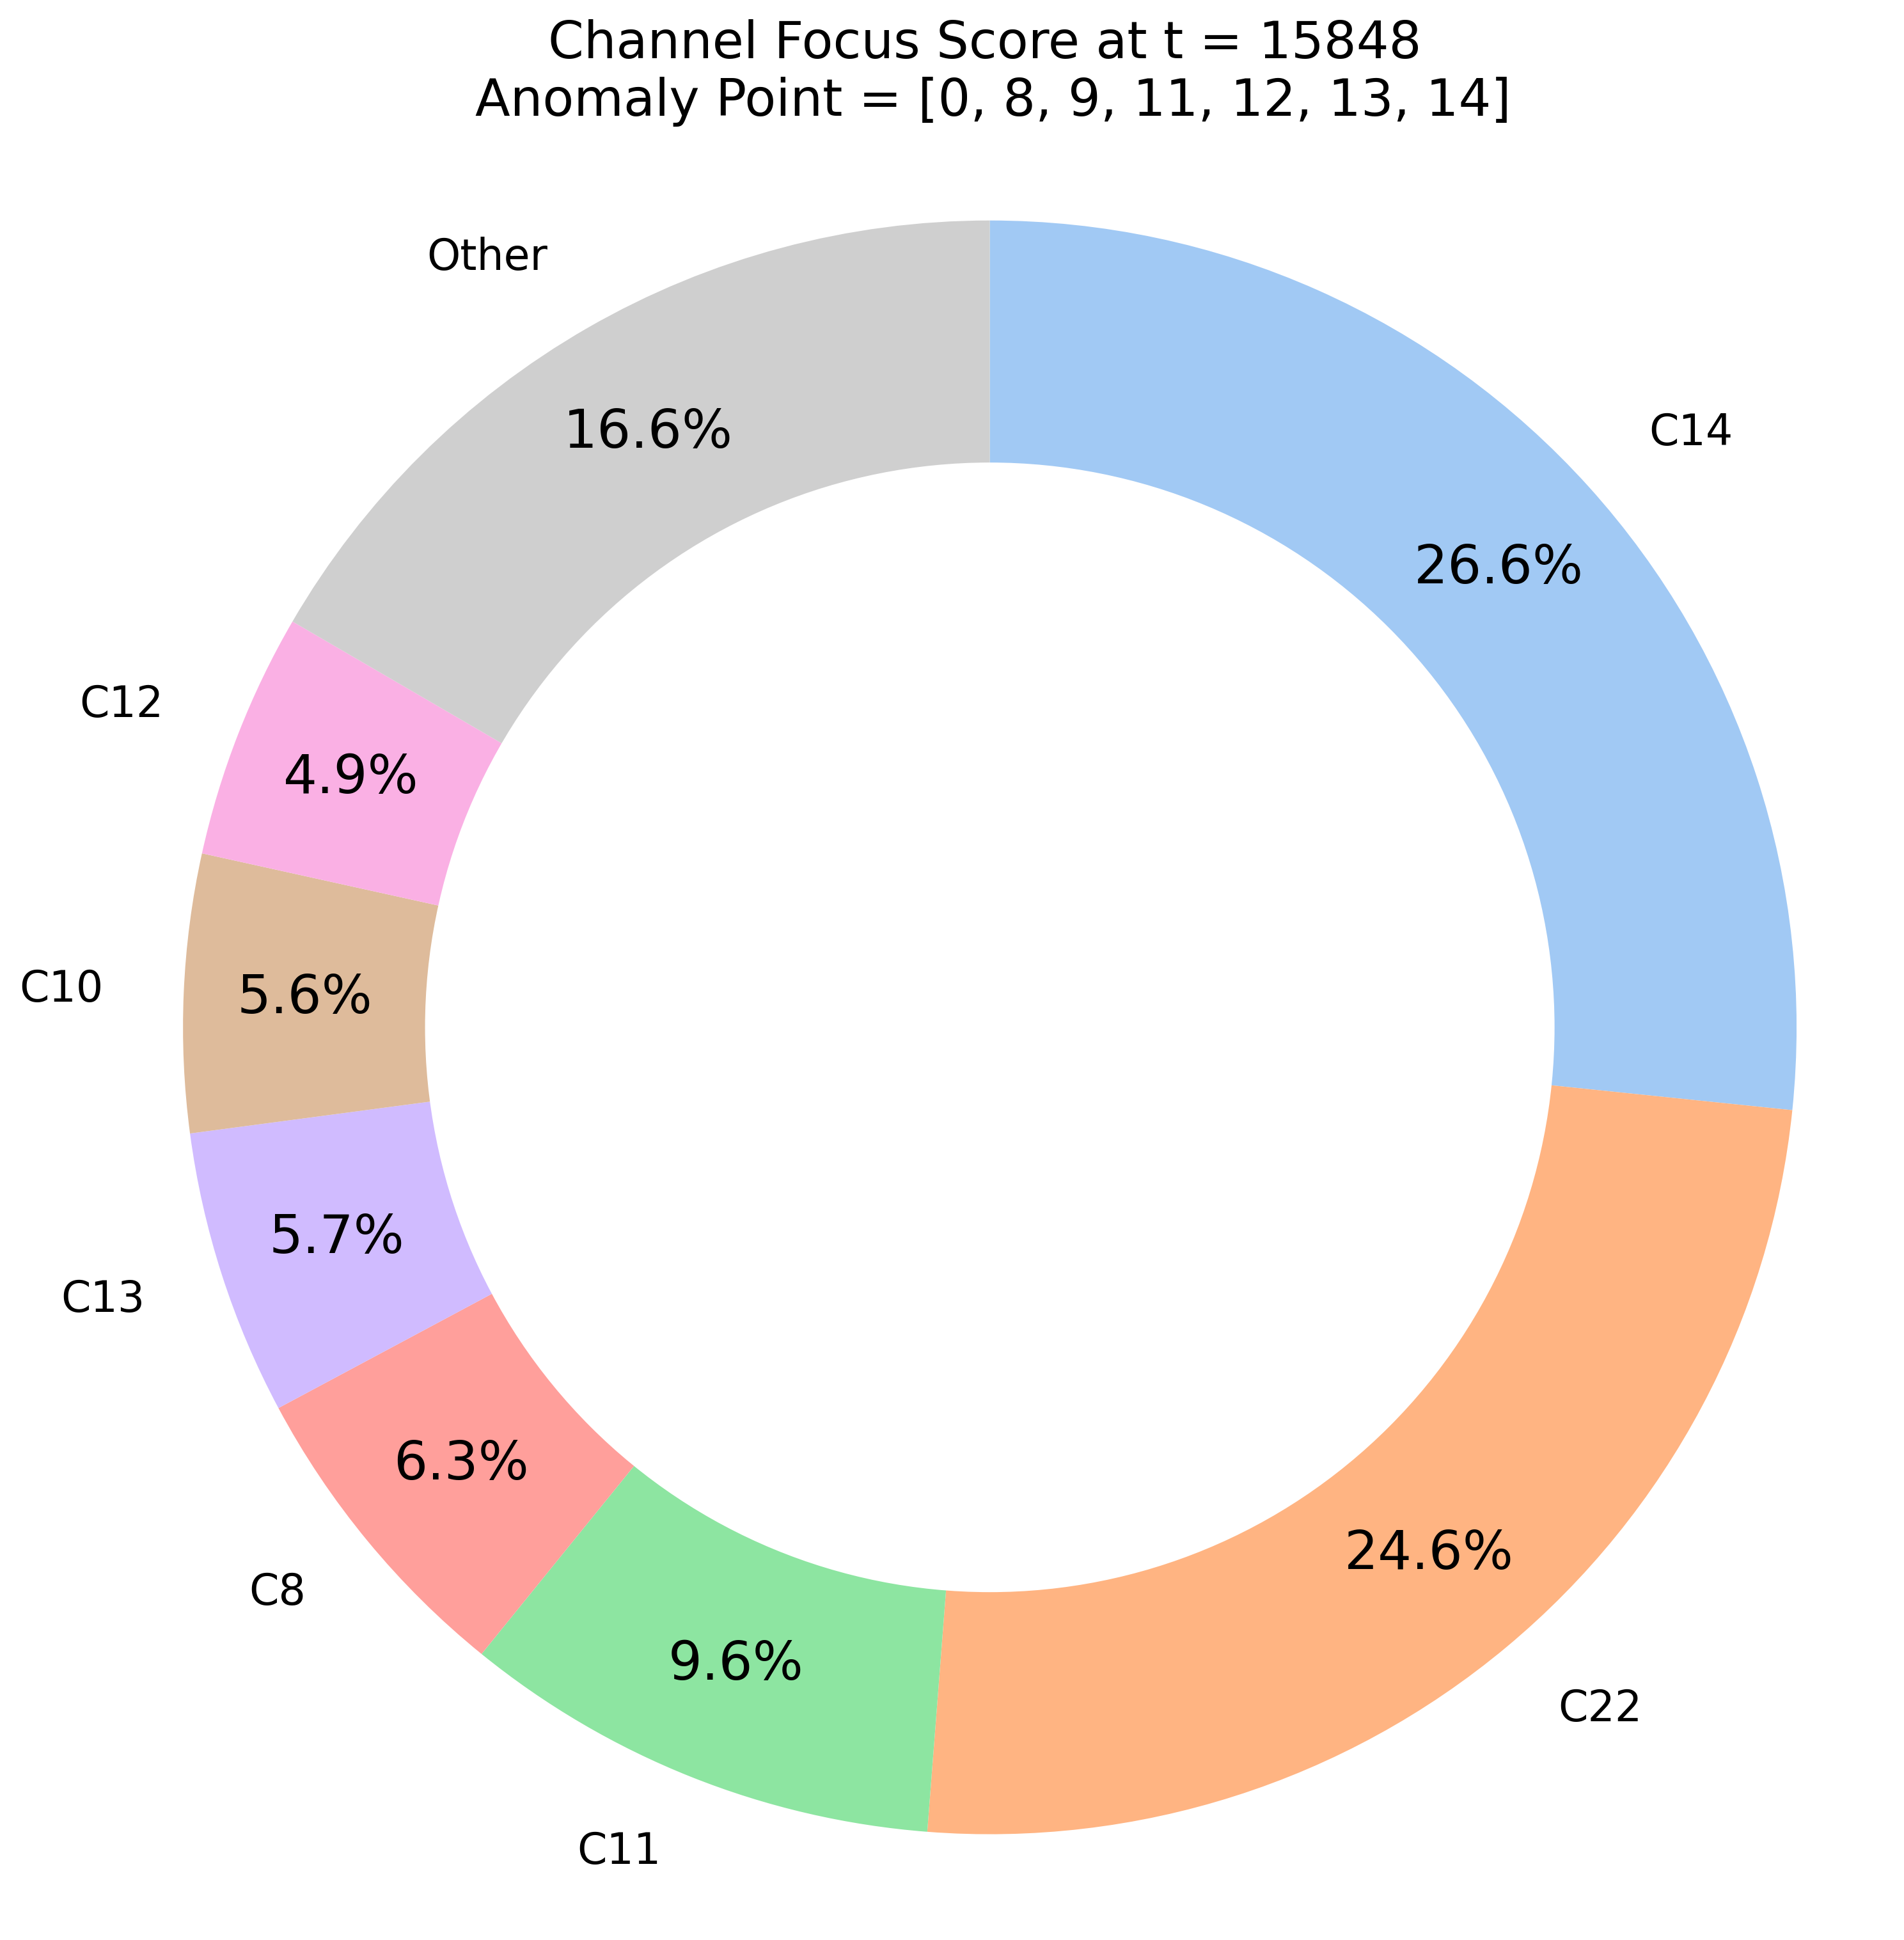 Channel Focus Score at t = 15848
Anomaly Point = [0, 8, 9, 11, 12, 13, 14]
Other
C14
16.6%
26.6%
C12
4.9%
C10
5.6%
5.7%
C13
6.3%
24.6%
C8
9.6%
C22
C11